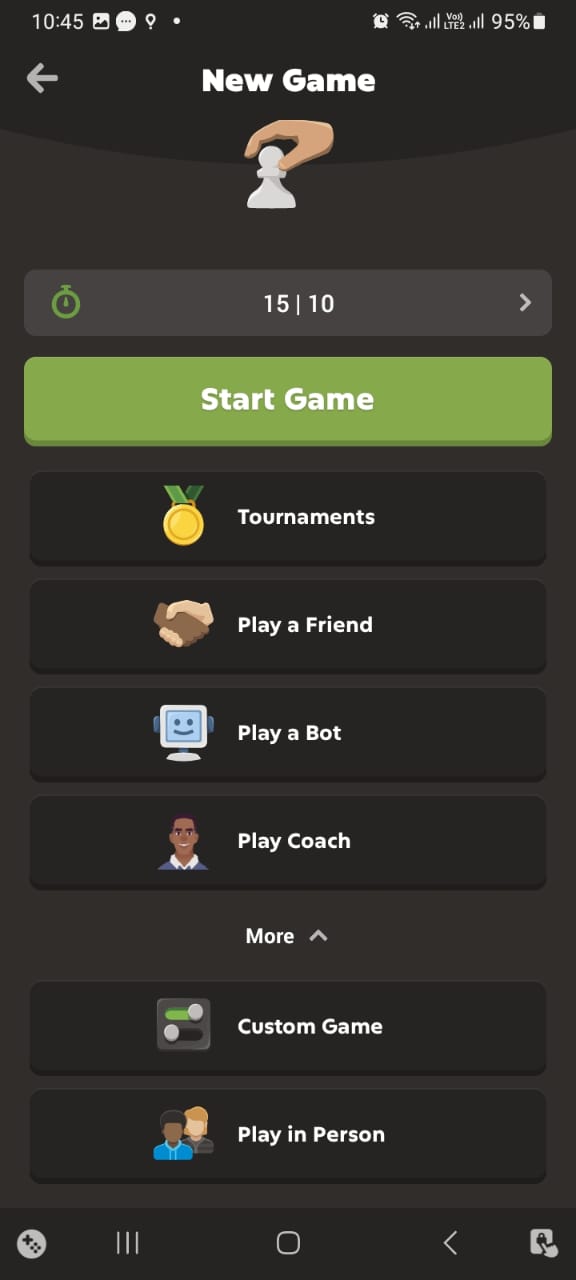 10:45
Vo)) LTE2 95%
New Game
15 | 10
Start Game
Tournaments
Play a Friend
Play a Bot
Play Coach
More
Custom Game
Play in Person